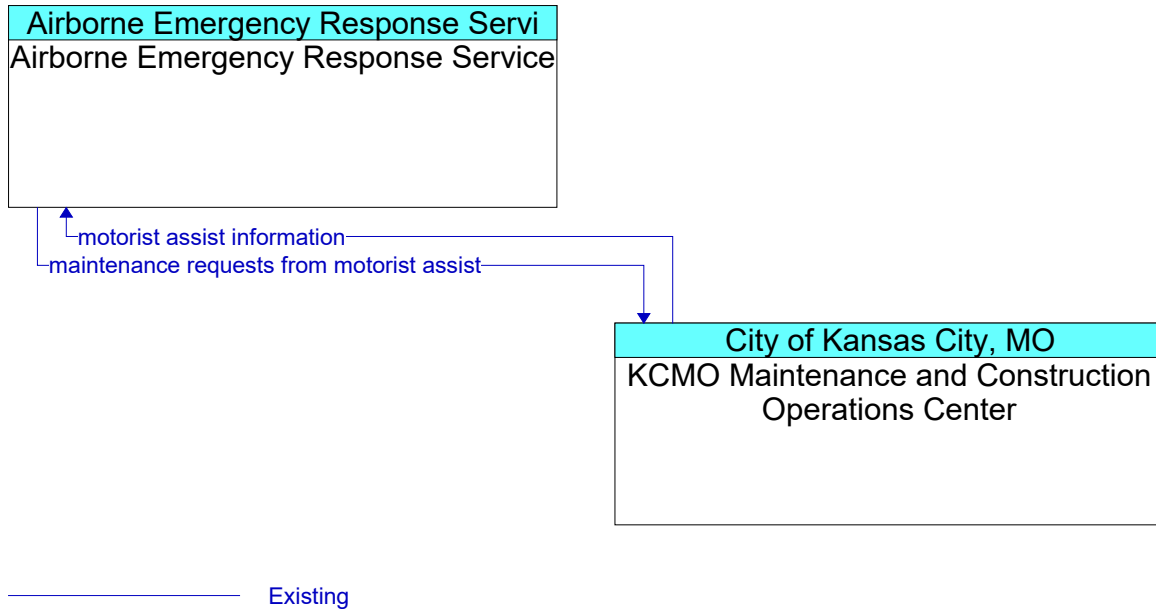 Airborne Emergency Response Servi
Airborne Emergency Response Service
motorist assist information
maintenance requests from motorist assist
City of Kansas City, MO
KCMO Maintenance and Construction
Operations Center
Existing